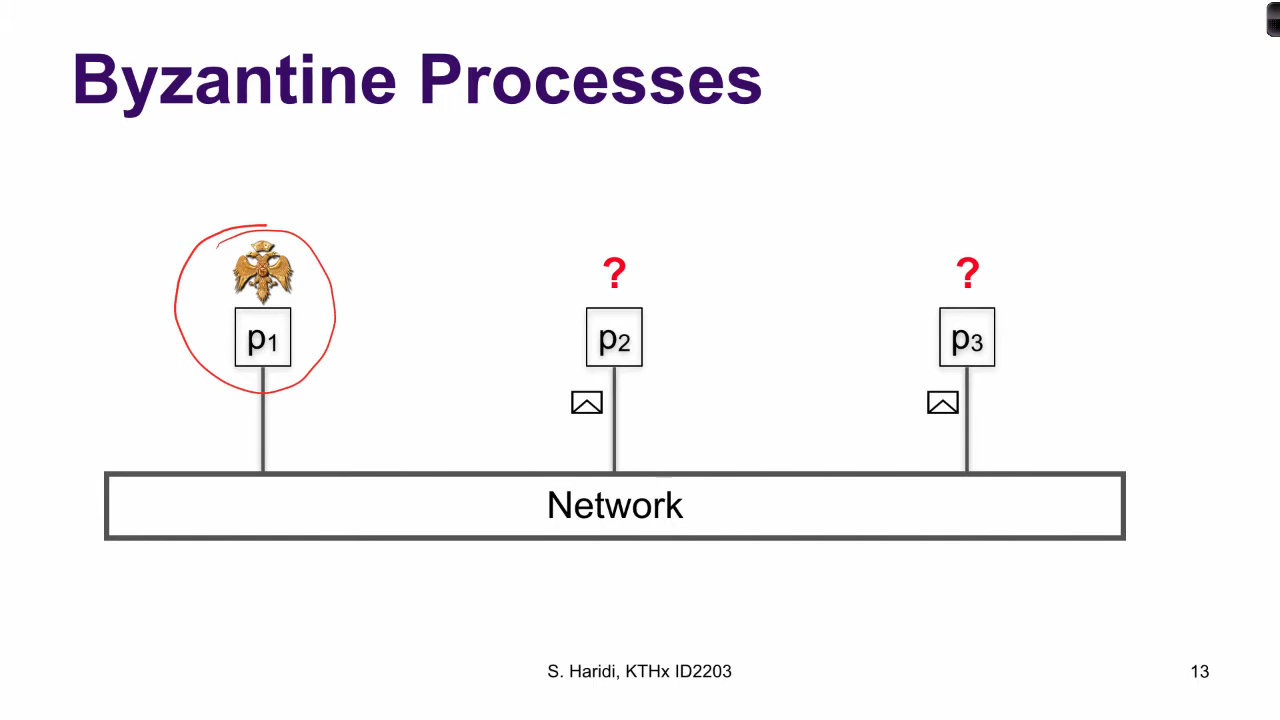 Byzantine Processes
? ?
p1 p2 p3
Network
S. Haridi, KTHx ID2203 13